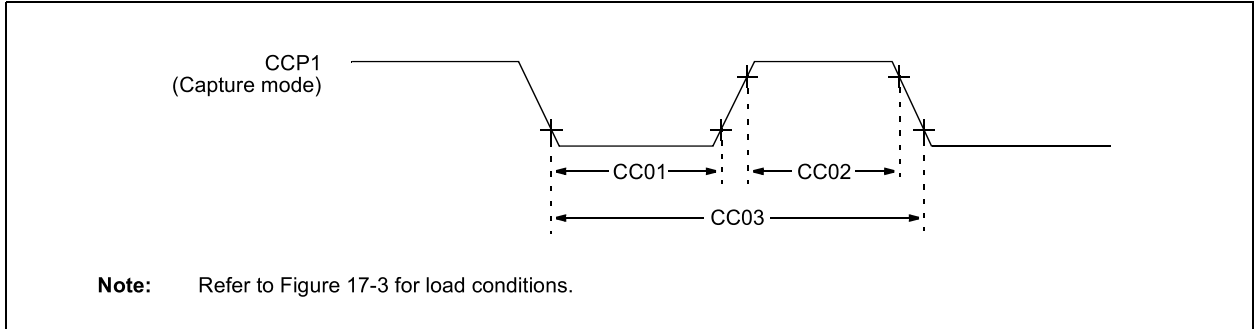 CCP1
(Capture mode)
CC01
CC02
CC03
Note: Refer to Figure 17-3 for load conditions.